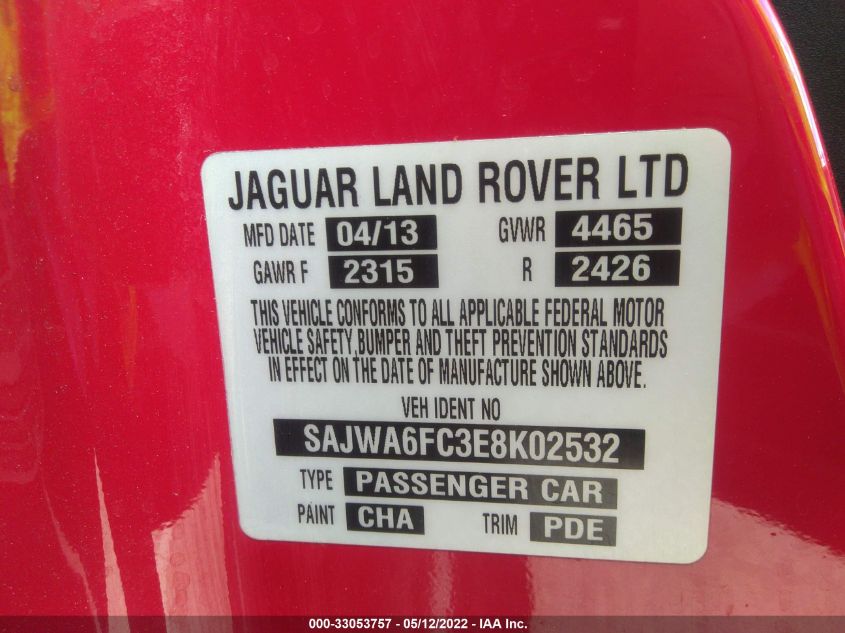 JAGUAR LAND ROVER LTD
MFD DATE 04/13 GVWR 4465
GAWR F 2315 R 2426
THIS VEHICLE CONFORMS TO ALL APPLICABLE FEDERAL MOTOR
VEHICLE SAFETY,BUMPER AND THEFT PREVENTION STANDARDS
IN EFFECT ON THE DATE OF MANUFACTURE SHOWN ABOVE.
VEH IDENT NO
SAJWA6FC3E8K02532
TYPE PASSENGER CAR
PAINT CHA TRIM PDE
000-33053757 - 05/12/2022 - IAA Inc.